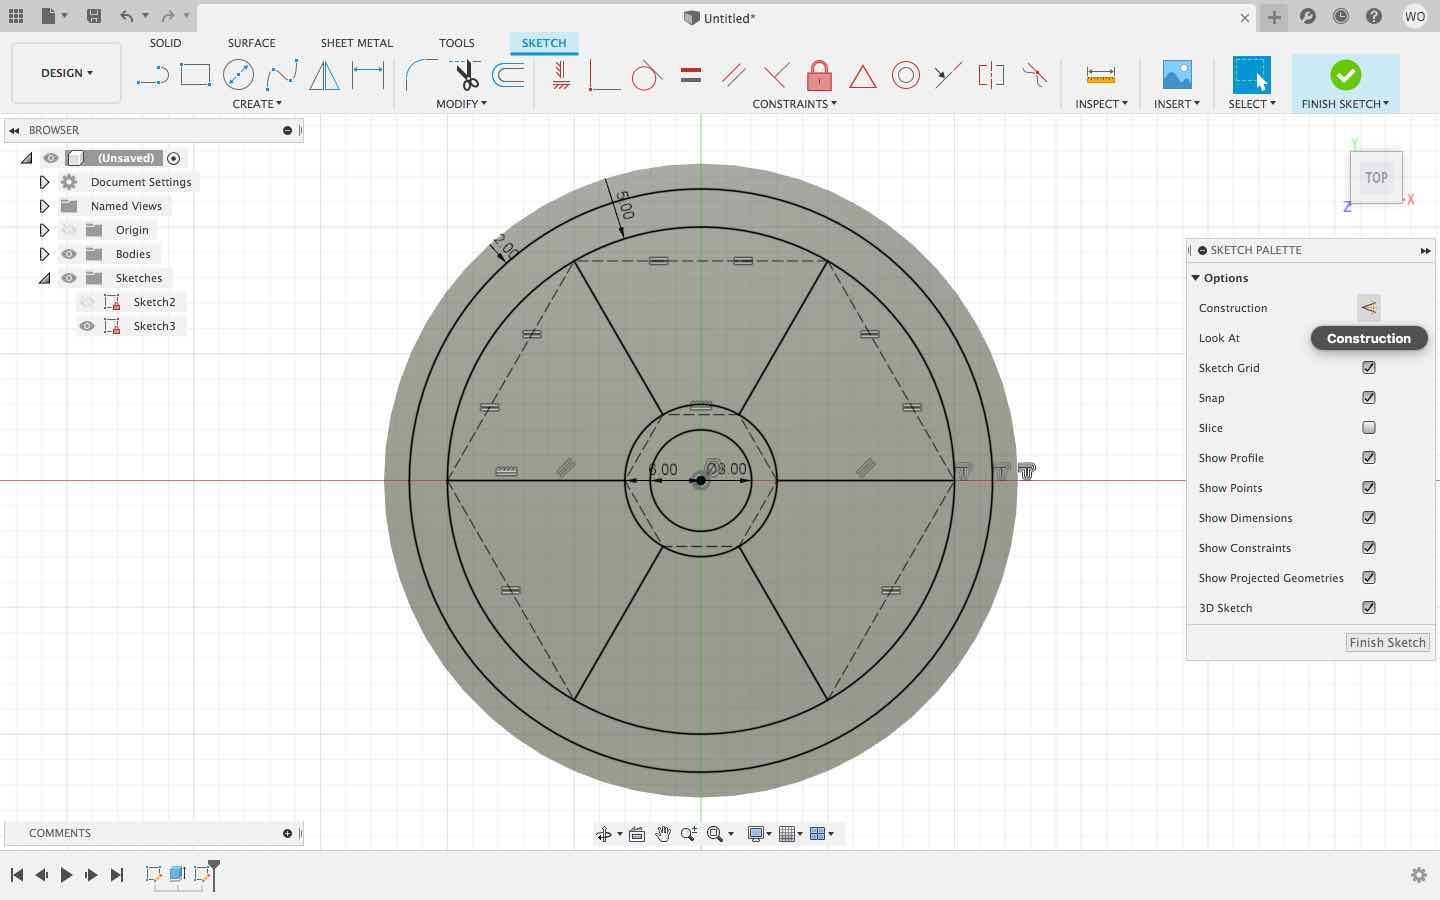 Untitled*
WO
DESIGN
SOLID
SURFACE
SHEET METAL
TOOLS
SKETCH
CREATE
MODIFY
CONSTRAINTS
INSPECT
INSERT
SELECT
FINISH SKETCH
BROWSER
(Unsaved)
Document Settings
Named Views
Origin
Bodies
Sketches
Sketch2
Sketch3
5.00
2.00
6.00
Ø8.00
Y
TOP
X
Z
SKETCH PALETTE
Options
Construction
Look At
Construction
Sketch Grid
Snap
Slice
Show Profile
Show Points
Show Dimensions
Show Constraints
Show Projected Geometries
3D Sketch
Finish Sketch
COMMENTS